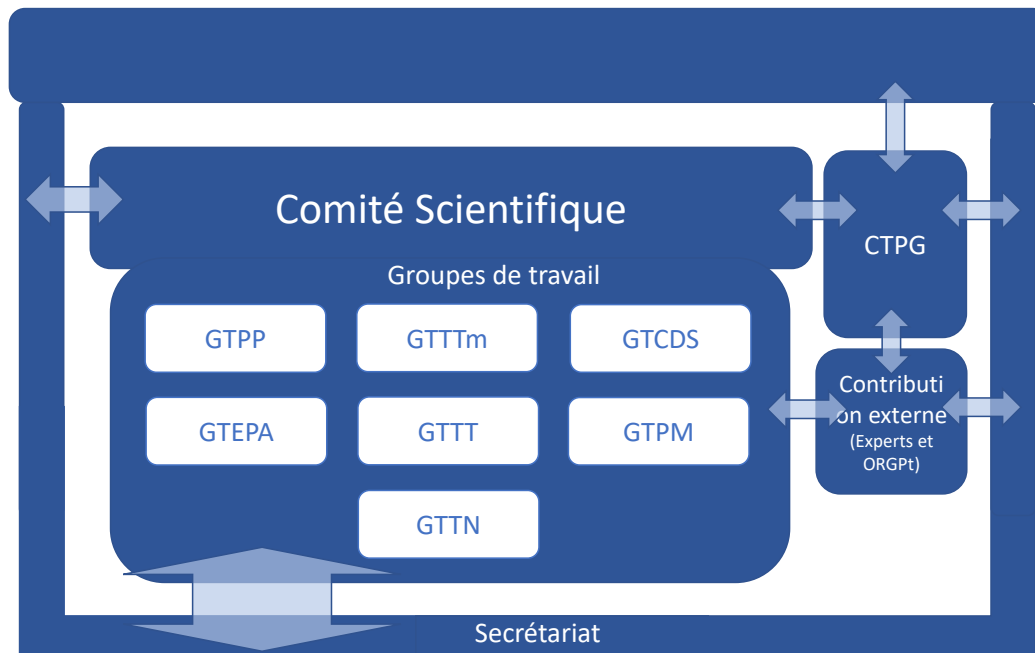 Comité Scientifique
CTPG
Groupes de travail
GTPP
GTTTm
GTCDS
GTEPA
GTTT
GTPM
GTTN
Contributi
on externe
(Experts et
ORGPt)
Secrétariat